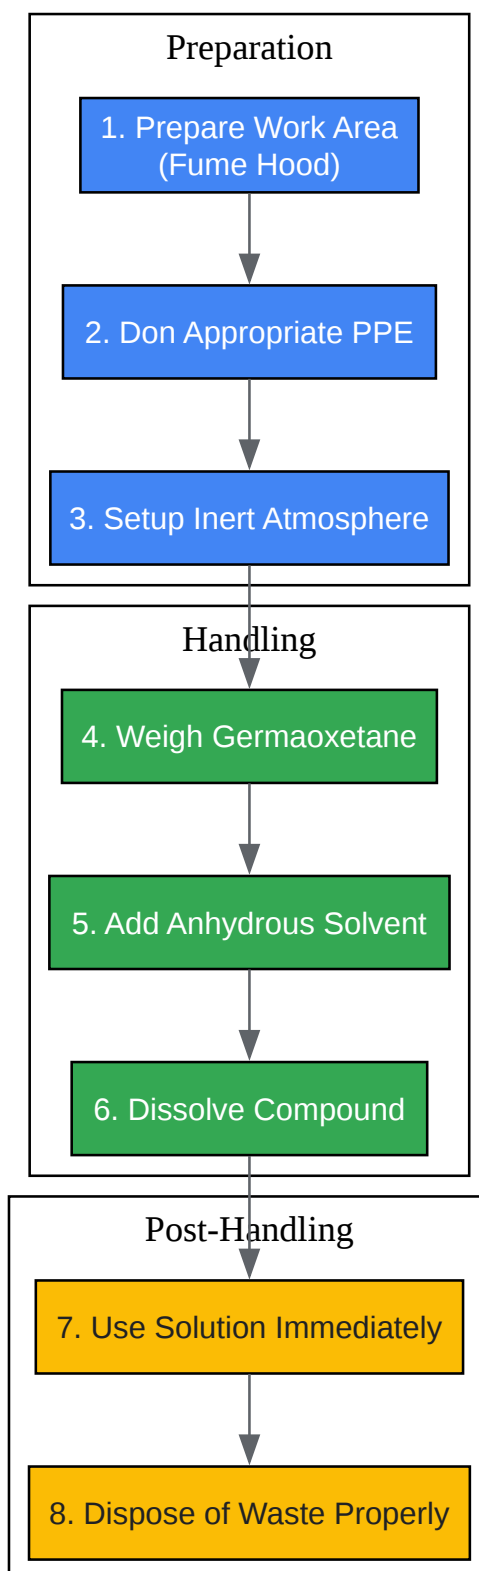 Preparation
1. Prepare Work Area
(Fume Hood)
2. Don Appropriate PPE
3. Setup Inert Atmosphere
Handling
4. Weigh Germaoxetane
5. Add Anhydrous Solvent
6. Dissolve Compound
Post-Handling
7. Use Solution Immediately
8. Dispose of Waste Properly